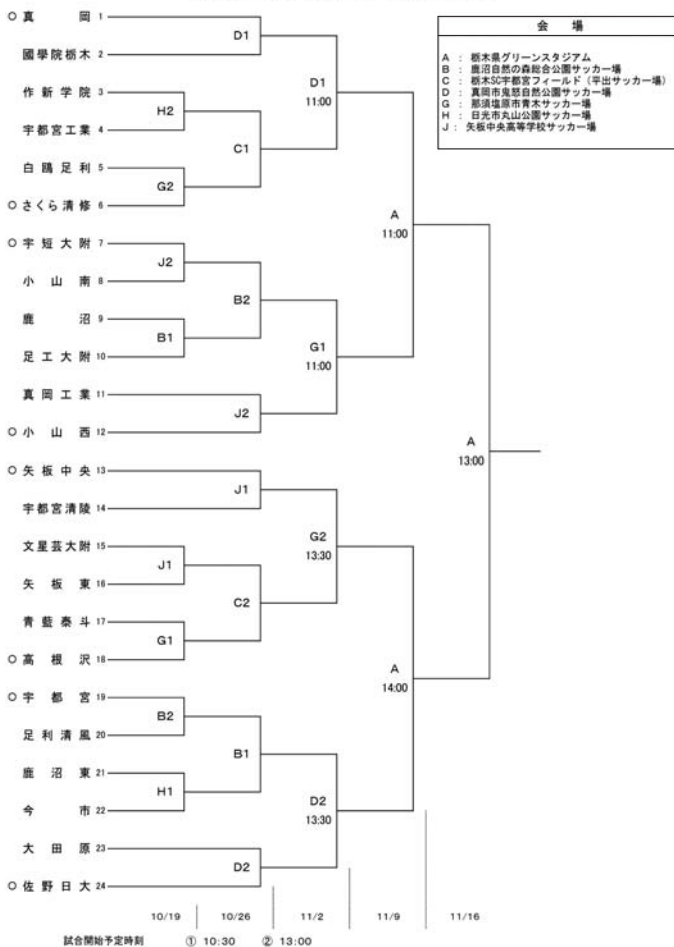 ○ 真岡 1
D1
國學院栃木 2
作新学院 3
H2
宇都宮工業 4
C1
白鴎足利 5
G2
○ さくら清修 6
D1
11:00
○ 宇短大附 7
J2
小山南 8
B2
鹿沼 9
B1
足工大附 10
G1
11:00
真岡工業 11
J2
○ 小山西 12
A
11:00
○ 矢板中央 13
J1
宇都宮清陵 14
G2
13:30
文星芸大附 15
J1
矢板東 16
C2
青藍泰斗 17
G1
○ 高根沢 18
○ 宇都宮 19
B2
足利清風 20
B1
鹿沼東 21
H1
今市 22
D2
13:30
大田原 23
D2
○ 佐野日大 24
A
14:00
A
13:00
会場
A : 栃木県グリーンスタジアム
B : 鹿沼自然の森総合公園サッカー場
C : 栃木SC宇都宮フィールド(平出サッカー場)
D : 真岡市鬼怒自然公園サッカー場
G : 那須塩原市青木サッカー場
H : 日光市丸山公園サッカー場
J : 矢板中央高等学校サッカー場
10/19 10/26 11/2 11/9 11/16
試合開始予定時刻 ① 10:30 ② 13:00